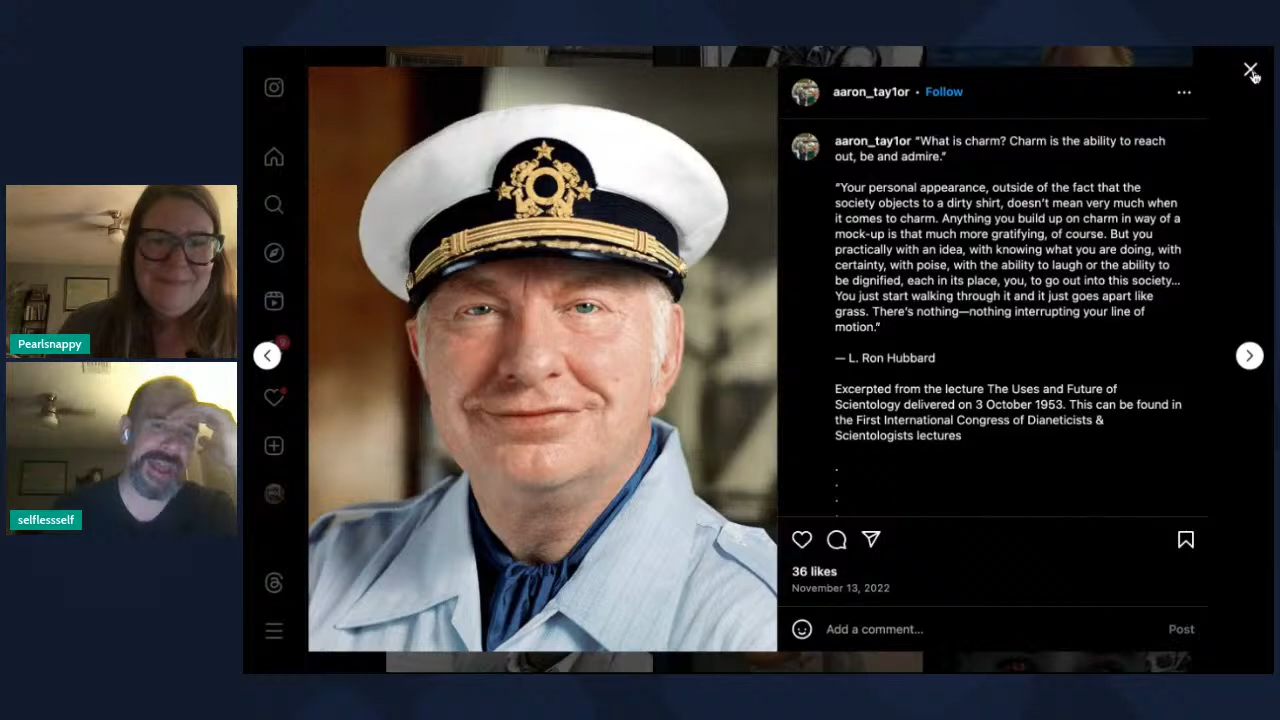 aaron_tay1or • Follow
aaron_tay1or "What is charm? Charm is the ability to reach
out, be and admire."
"Your personal appearance, outside of the fact that the
society objects to a dirty shirt, doesn't mean very much when
it comes to charm. Anything you build up on charm in way of a
mock-up is that much more gratifying, of course. But you
practically with an idea, with knowing what you are doing, with
certainty, with poise, with the ability to laugh or the ability to
be dignified, each in its place, you, to go out into this society...
You just start walking through it and it just goes apart like
grass. There's nothing—nothing interrupting your line of
motion."
— L. Ron Hubbard
Excerpted from the lecture The Uses and Future of
Scientology delivered on 3 October 1953. This can be found in
the First International Congress of Dianeticists &
Scientologists lectures
.
.
.
.
36 likes
November 13, 2022
Add a comment...
Post
Pearlsnappy
selflessself
9